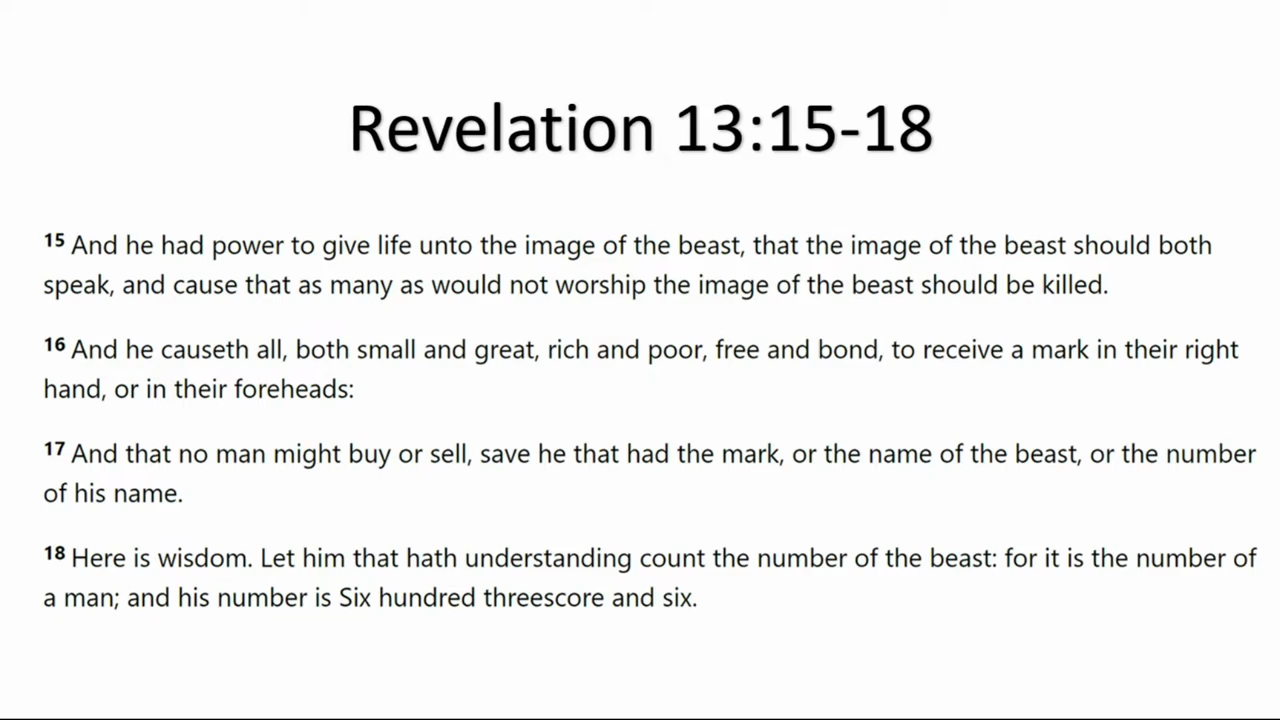 Revelation 13:15-18
15 And he had power to give life unto the image of the beast, that the image of the beast should both
speak, and cause that as many as would not worship the image of the beast should be killed.
16 And he causeth all, both small and great, rich and poor, free and bond, to receive a mark in their right
hand, or in their foreheads:
17 And that no man might buy or sell, save he that had the mark, or the name of the beast, or the number
of his name.
18 Here is wisdom. Let him that hath understanding count the number of the beast: for it is the number of
a man; and his number is Six hundred threescore and six.